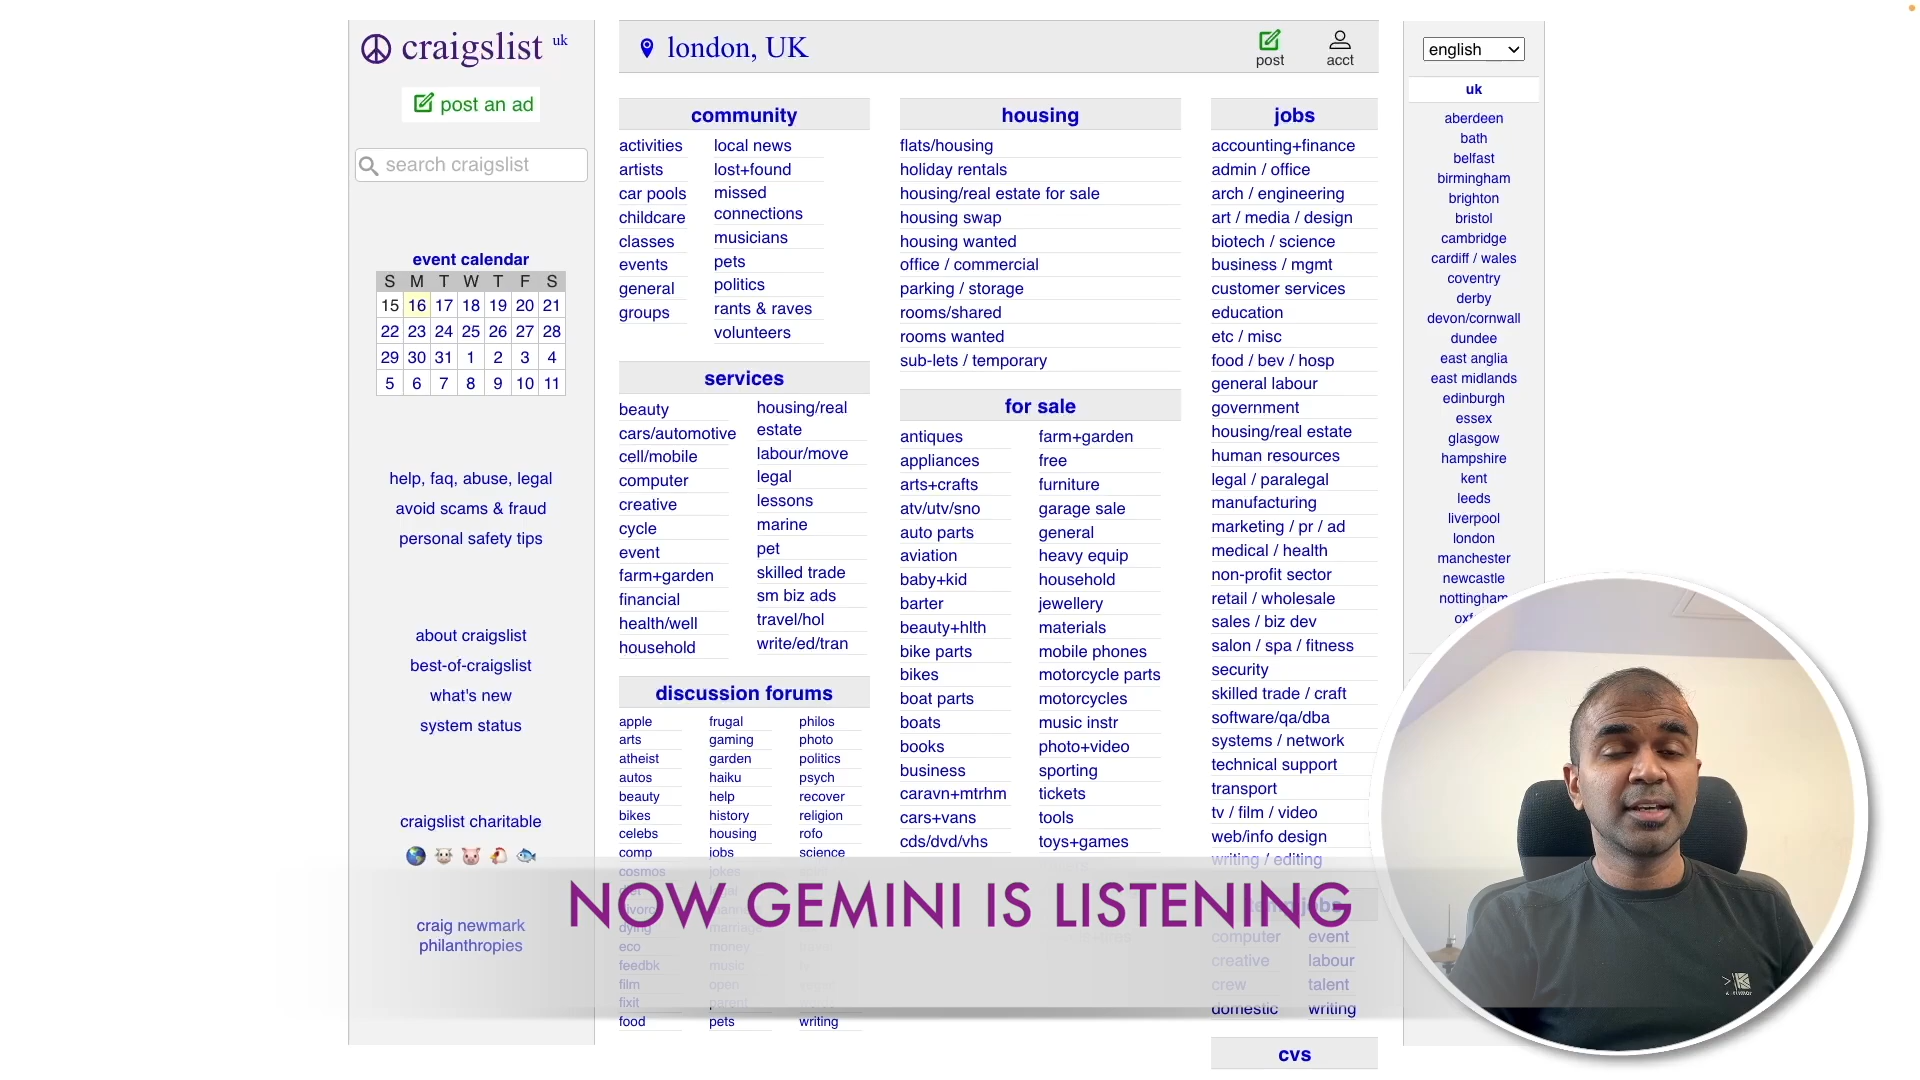 craigslist uk
post an ad
search craigslist
event calendar
S M T W T F S
15 16 17 18 19 20 21
22 23 24 25 26 27 28
29 30 31 1 2 3 4
5 6 7 8 9 10 11
help, faq, abuse, legal
avoid scams & fraud
personal safety tips
about craigslist
best-of-craigslist
what's new
system status
craigslist charitable
craig newmark
philanthropies
london, UK
post
acct
community
activities
artists
car pools
childcare
classes
events
general
groups
local news
lost+found
missed
connections
musicians
pets
politics
rants & raves
volunteers
services
beauty
cars/automotive
cell/mobile
computer
creative
cycle
event
farm+garden
financial
health/well
household
housing/real
estate
labour/move
legal
lessons
marine
pet
skilled trade
sm biz ads
travel/hol
write/ed/tran
discussion forums
apple
arts
atheist
autos
beauty
bikes
celebs
comp
cosmos
dying
eco
feedbk
film
fixit
food
frugal
gaming
garden
haiku
help
history
housing
jobs
jokes
marriage
money
music
open
parent
pets
philos
photo
politics
psych
recover
religion
rofo
science
writing
housing
flats/housing
holiday rentals
housing/real estate for sale
housing swap
housing wanted
office / commercial
parking / storage
rooms/shared
rooms wanted
sub-lets / temporary
for sale
antiques
appliances
arts+crafts
atv/utv/sno
auto parts
aviation
baby+kid
barter
beauty+hlth
bike parts
bikes
boat parts
boats
books
business
caravn+mtrhm
cars+vans
cds/dvd/vhs
farm+garden
free
furniture
garage sale
general
heavy equip
household
jewellery
materials
mobile phones
motorcycle parts
motorcycles
music instr
photo+video
sporting
tickets
tools
toys+games
jobs
accounting+finance
admin / office
arch / engineering
art / media / design
biotech / science
business / mgmt
customer services
education
etc / misc
food / bev / hosp
general labour
government
housing/real estate
human resources
legal / paralegal
manufacturing
marketing / pr / ad
medical / health
non-profit sector
retail / wholesale
sales / biz dev
salon / spa / fitness
security
skilled trade / craft
software/qa/dba
systems / network
technical support
transport
tv / film / video
web/info design
writing / editing
temp jobs
computer
creative
crew
domestic
event
labour
talent
writing
cvs
english
uk
aberdeen
bath
belfast
birmingham
brighton
bristol
cambridge
cardiff / wales
coventry
derby
devon/cornwall
dundee
east anglia
east midlands
edinburgh
essex
glasgow
hampshire
kent
leeds
liverpool
london
manchester
newcastle
nottingham
NOW GEMINI IS LISTENING